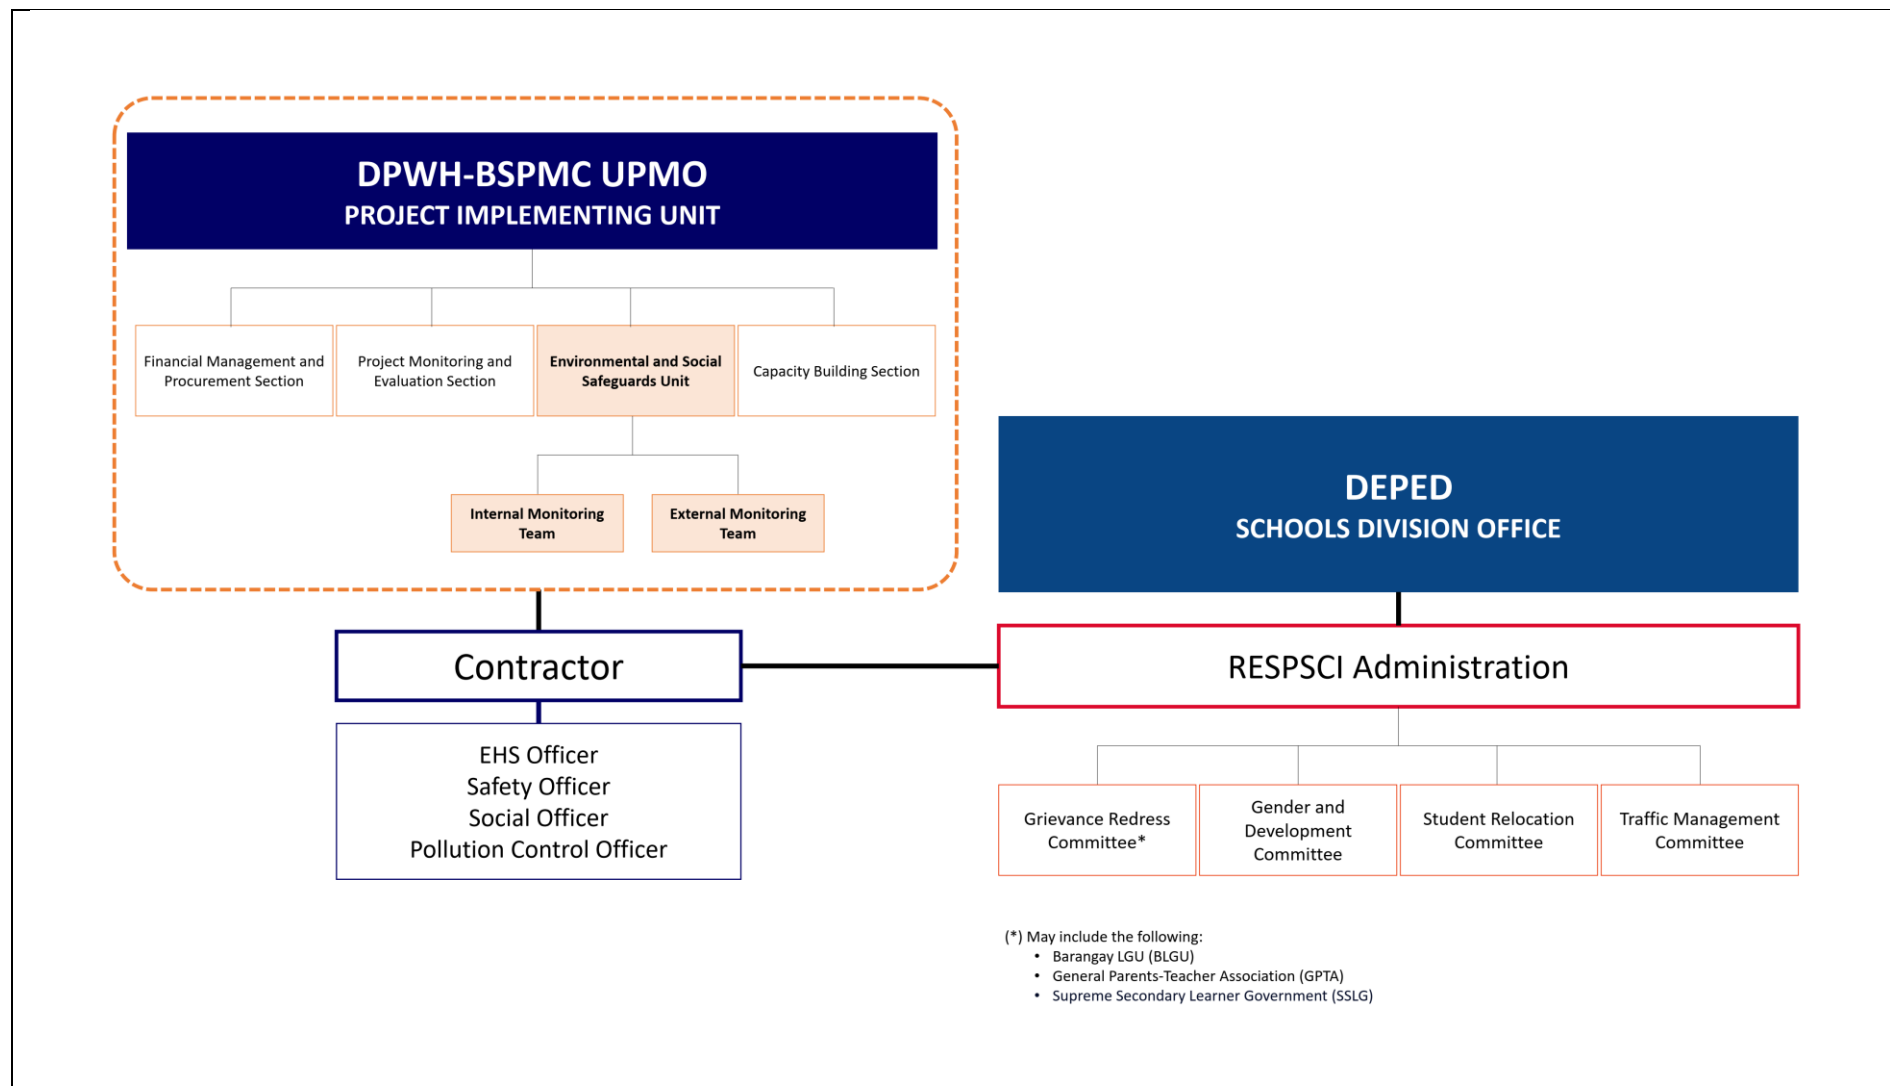 DPWH-BSPMC UPMO
PROJECT IMPLEMENTING UNIT
Financial Management and
Procurement Section
Project Monitoring and
Evaluation Section
Environmental and Social
Safeguards Unit
Capacity Building Section
Internal Monitoring
Team
External Monitoring
Team
DEPED
SCHOOLS DIVISION OFFICE
Contractor
RESPSCI Administration
EHS Officer
Safety Officer
Social Officer
Pollution Control Officer
Grievance Redress
Committee*
Gender and
Development
Committee
Student Relocation
Committee
Traffic Management
Committee
(*) May include the following:
• Barangay LGU (BLGU)
• General Parents-Teacher Association (GPTA)
• Supreme Secondary Learner Government (SSLG)